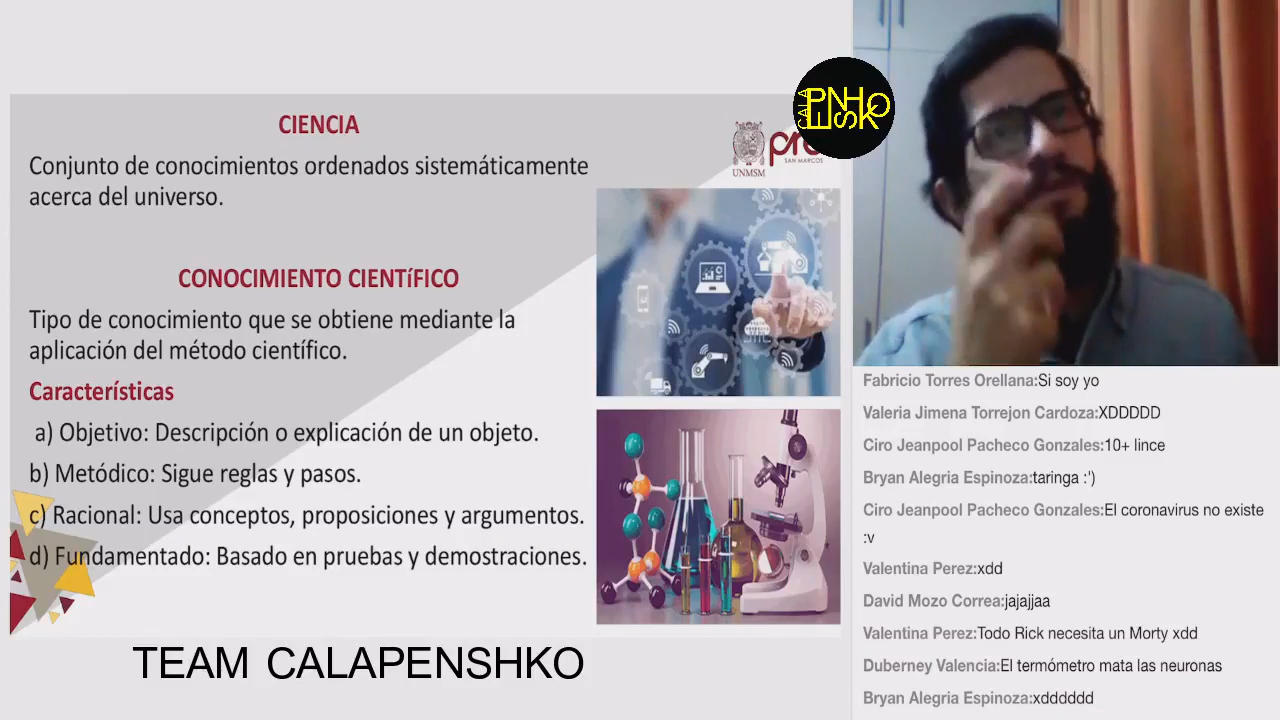 CIENCIA
Conjunto de conocimientos ordenados sistemáticamente
acerca del universo.
CONOCIMIENTO CIENTíFICO
Tipo de conocimiento que se obtiene mediante la
aplicación del método científico.
Características
a) Objetivo: Descripción o explicación de un objeto.
b) Metódico: Sigue reglas y pasos.
c) Racional: Usa conceptos, proposiciones y argumentos.
d) Fundamentado: Basado en pruebas y demostraciones.
UNMSM
pre
SAN MARCOS
CALA
PENSHKO
TEAM CALAPENSHKO
Fabricio Torres Orellana:Si soy yo
Valeria Jimena Torrejon Cardoza:XDDDDD
Ciro Jeanpool Pacheco Gonzales:10+ lince
Bryan Alegria Espinoza:taringa :')
Ciro Jeanpool Pacheco Gonzales:El coronavirus no existe
:v
Valentina Perez:xdd
David Mozo Correa:jajajjaa
Valentina Perez:Todo Rick necesita un Morty xdd
Duberney Valencia:El termómetro mata las neuronas
Bryan Alegria Espinoza:xdddddd